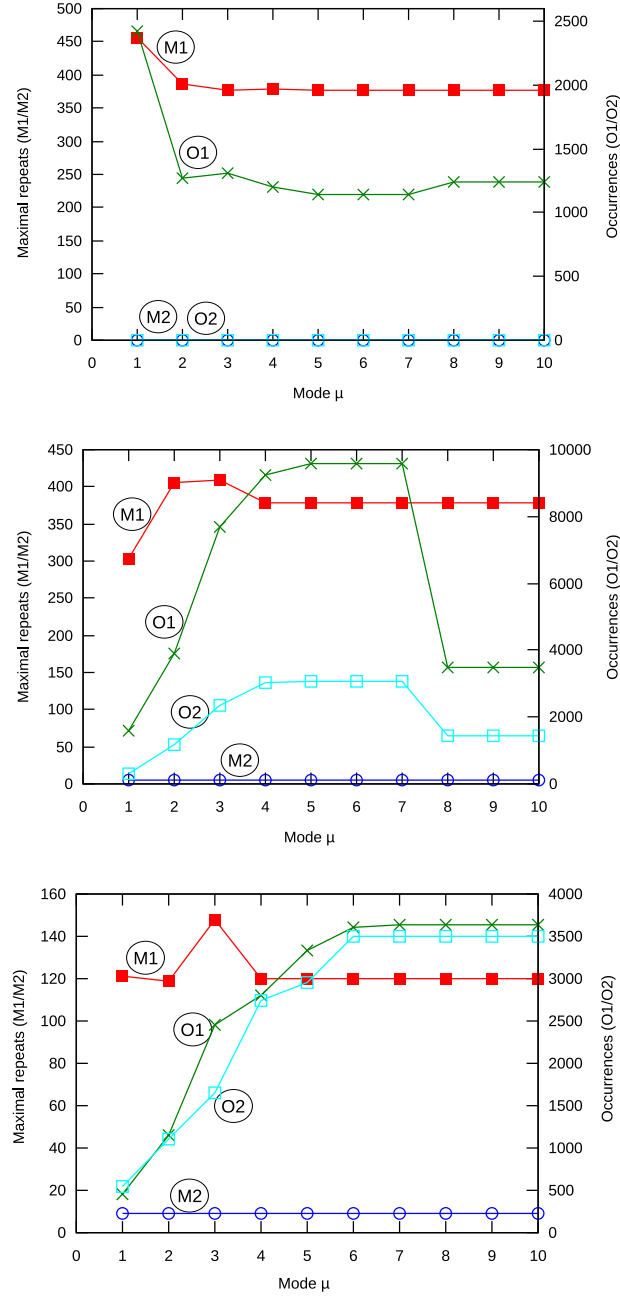 500
450
400
350
300
250
200
150
100
50
0
Maximal repeats (M1/M2)
M1
O1
M2
O2
2500
2000
1500
1000
500
0
Occurrences (O1/O2)
0 1 2 3 4 5 6 7 8 9 10
Mode μ
450
400
350
300
250
200
150
100
50
0
Maximal repeats (M1/M2)
M1
O1
O2
M2
10000
8000
6000
4000
2000
0
Occurrences (O1/O2)
0 1 2 3 4 5 6 7 8 9 10
Mode μ
160
140
120
100
80
60
40
20
0
Maximal repeats (M1/M2)
M1
O1
O2
M2
4000
3500
3000
2500
2000
1500
1000
500
0
Occurrences (O1/O2)
0 1 2 3 4 5 6 7 8 9 10
Mode μ